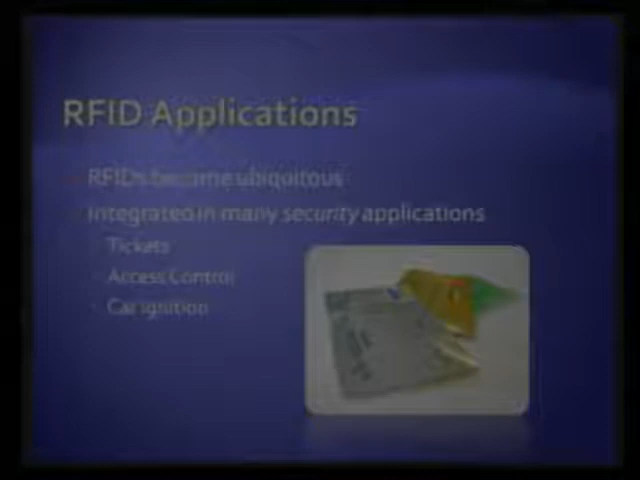 RFID Applications
RFIDs become ubiquitous
Integrated in many security applications
Tickets
Access Control
Car ignition